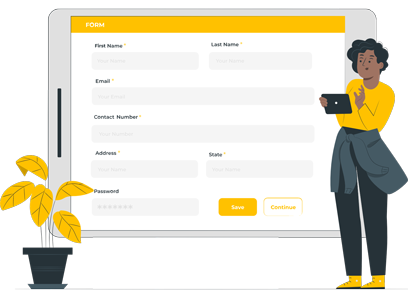 FORM
First Name * Last Name *
Your Name Your Name
Email *
Your Email
Contact Number *
Your Number
Address * State *
Your Name Your Name
Password
*******
Save Continue